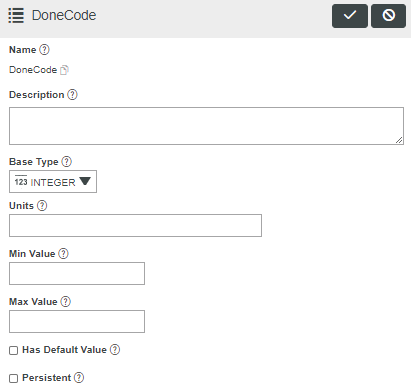 DoneCode
Name ?
DoneCode
Description ?
Base Type ?
123 INTEGER
Units ?
Min Value ?
Max Value ?
Has Default Value ?
Persistent ?